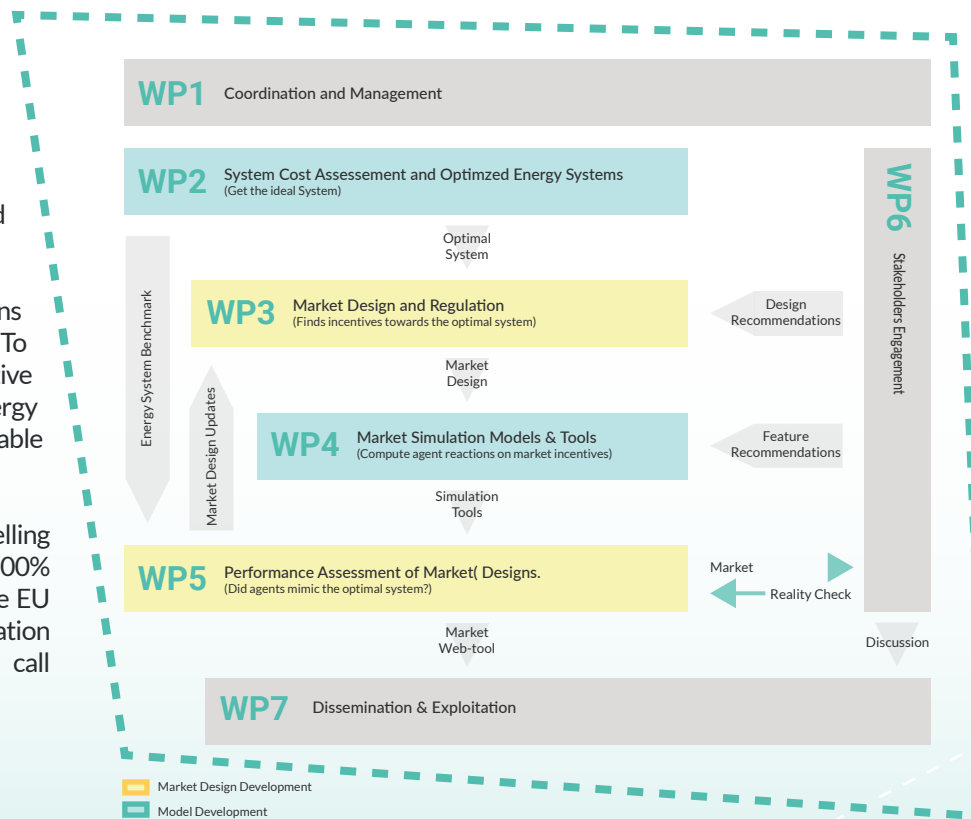 WP1 Coordination and Management
WP2 System Cost Assessment and Optimzed Energy Systems
(Get the ideal System)
Optimal
System
WP3 Market Design and Regulation
(Finds incentives towards the optimal system)
Design
Recommendations
Market
Design
WP4 Market Simulation Models & Tools
(Compute agent reactions on market incentives)
Feature
Recommendations
Simulation
Tools
WP5 Performance Assessment of Market( Designs.
(Did agents mimic the optimal system?)
Market
Reality Check
Market
Web-tool
Discussion
WP7 Dissemination & Exploitation
Energy System Benchmark
Market Design Updates
WP6 Stakeholders Engagement
Market Design Development
Model Development
To
EU
call